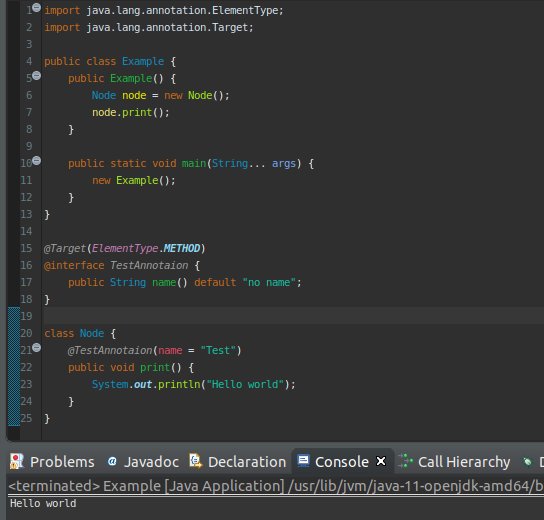 1 import java.lang.annotation.ElementType;
2 import java.lang.annotation.Target;
3
4 public class Example {
5     public Example() {
6         Node node = new Node();
7         node.print();
8     }
9
10     public static void main(String... args) {
11         new Example();
12     }
13 }
14
15 @Target(ElementType.METHOD)
16 @interface TestAnnotaion {
17     public String name() default "no name";
18 }
19
20 class Node {
21     @TestAnnotaion(name = "Test")
22     public void print() {
23         System.out.println("Hello world");
24     }
25 }
Problems @ Javadoc Declaration Console Call Hierarchy
<terminated> Example [Java Application] /usr/lib/jvm/java-11-openjdk-amd64/b
Hello world